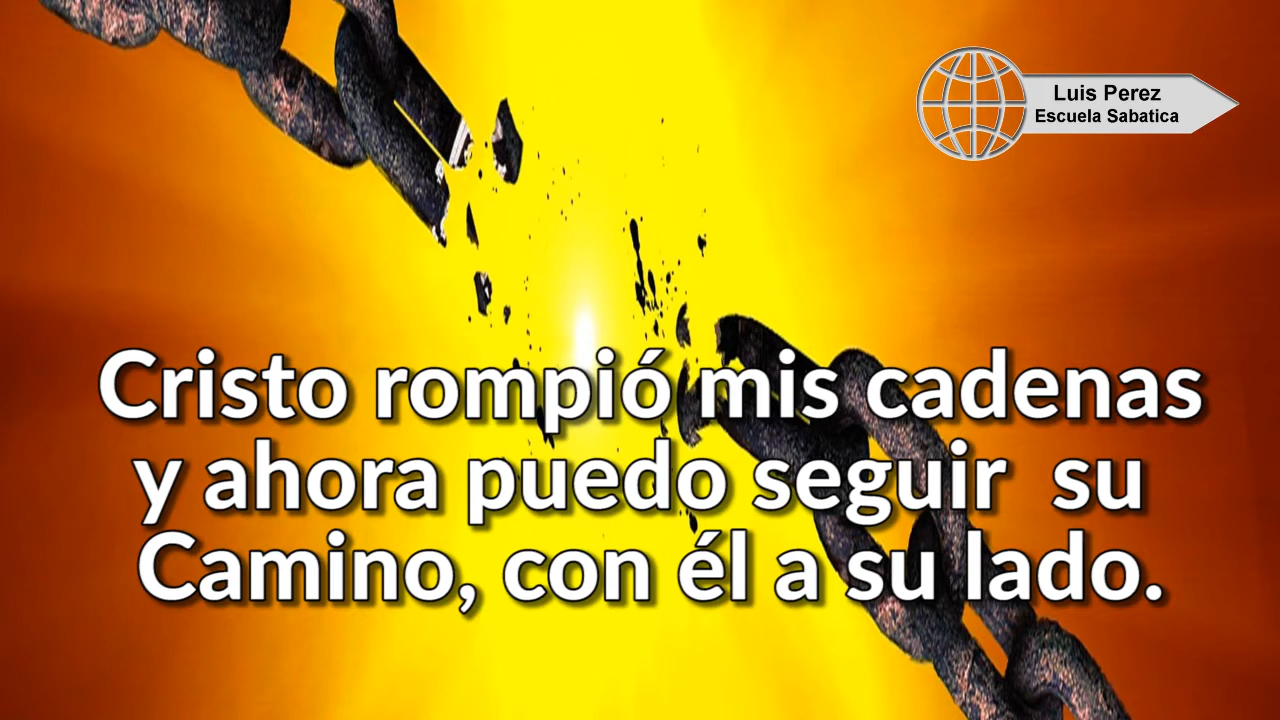 Luis Perez
Escuela Sabatica
Cristo rompió mis cadenas
y ahora puedo seguir  su
Camino, con él a su lado.